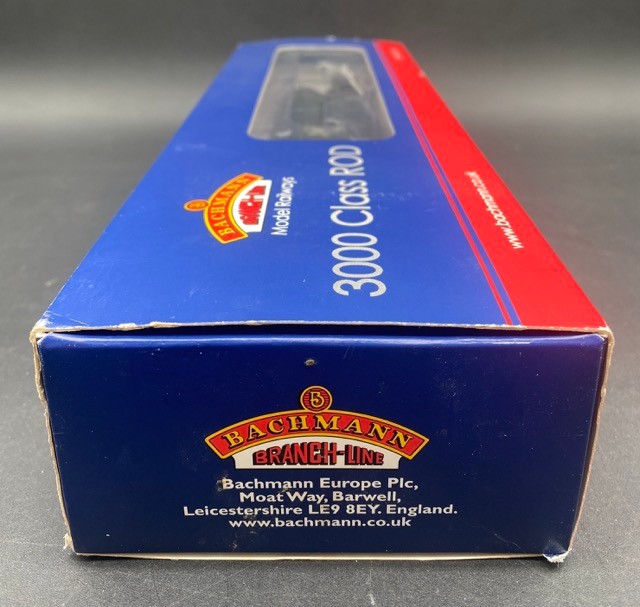 BACHMANN
BRANCH-LINE
Model Railways
3000 Class ROD
www.bachmann.co.uk
B
BACHMANN
BRANCH-LINE
Bachmann Europe Plc,
Moat Way, Barwell,
Leicestershire LE9 8EY. England.
www.bachmann.co.uk